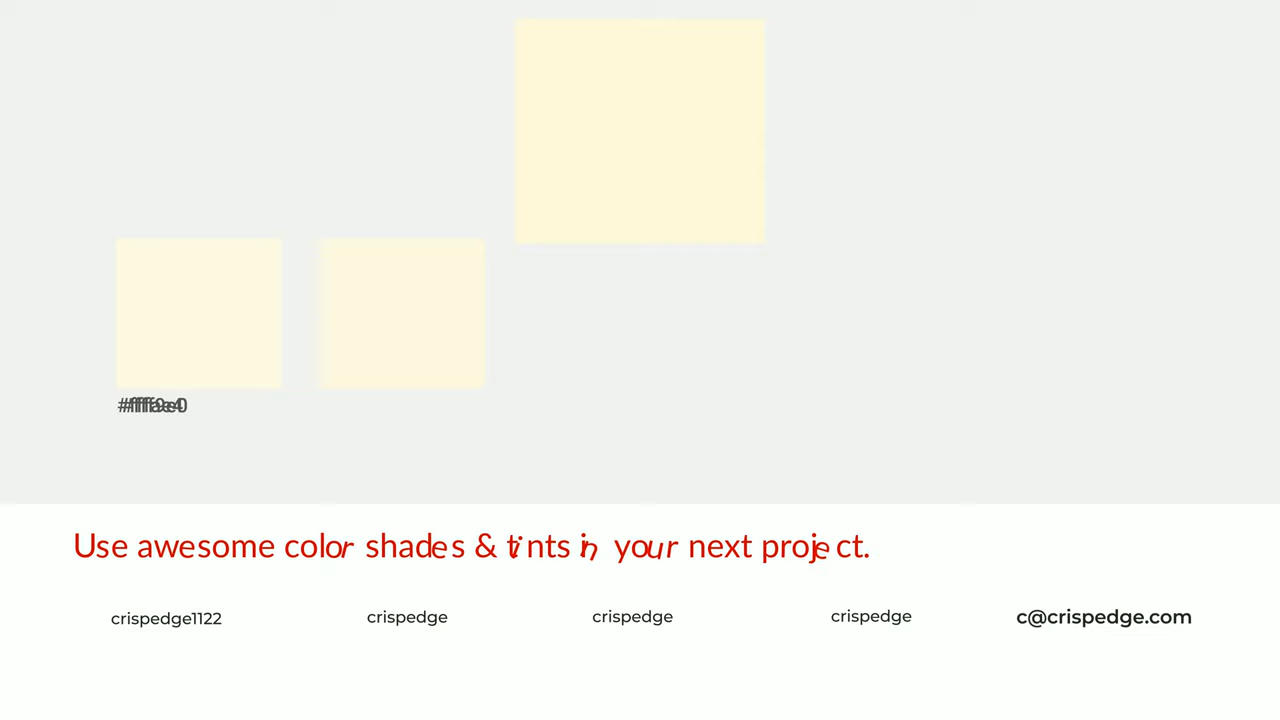 Use awesome color shades & tints in your next project.
crispedge1122 crispedge crispedge crispedge c@crispedge.com